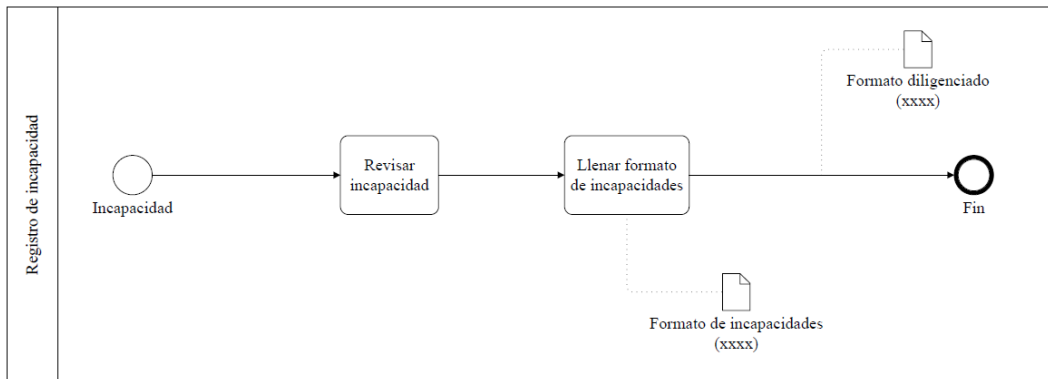 Registro de incapacidad
Incapacidad
Revisar
incapacidad
Llenar formato
de incapacidades
Formato diligenciado
(xxxx)
Fin
Formato de incapacidades
(xxxx)